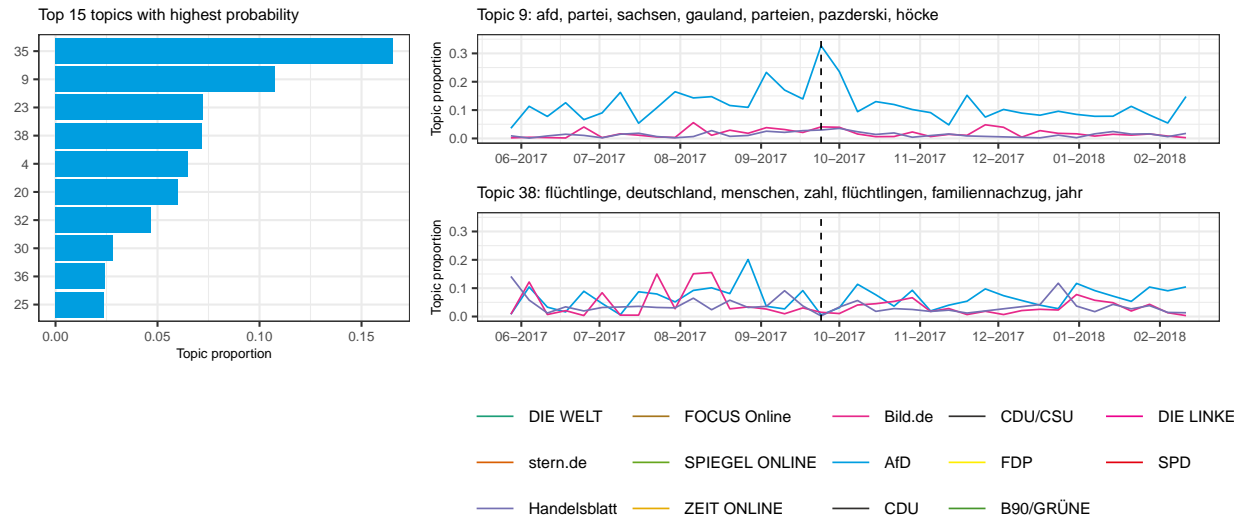 Top 15 topics with highest probability
35
9
23
38
4
20
32
30
36
25
0.00 0.05 0.10 0.15
Topic proportion
Topic 9: afd, partei, sachsen, gauland, parteien, pazderski, höcke
Topic proportion
0.3
0.2
0.1
0.0
06–2017 07–2017 08–2017 09–2017 10–2017 11–2017 12–2017 01–2018 02–2018
Topic 38: flüchtlinge, deutschland, menschen, zahl, flüchtlingen, familiennachzug, jahr
Topic proportion
0.3
0.2
0.1
0.0
06–2017 07–2017 08–2017 09–2017 10–2017 11–2017 12–2017 01–2018 02–2018
DIE WELT FOCUS Online Bild.de CDU/CSU DIE LINKE
stern.de SPIEGEL ONLINE AfD FDP SPD
Handelsblatt ZEIT ONLINE CDU B90/GRÜNE